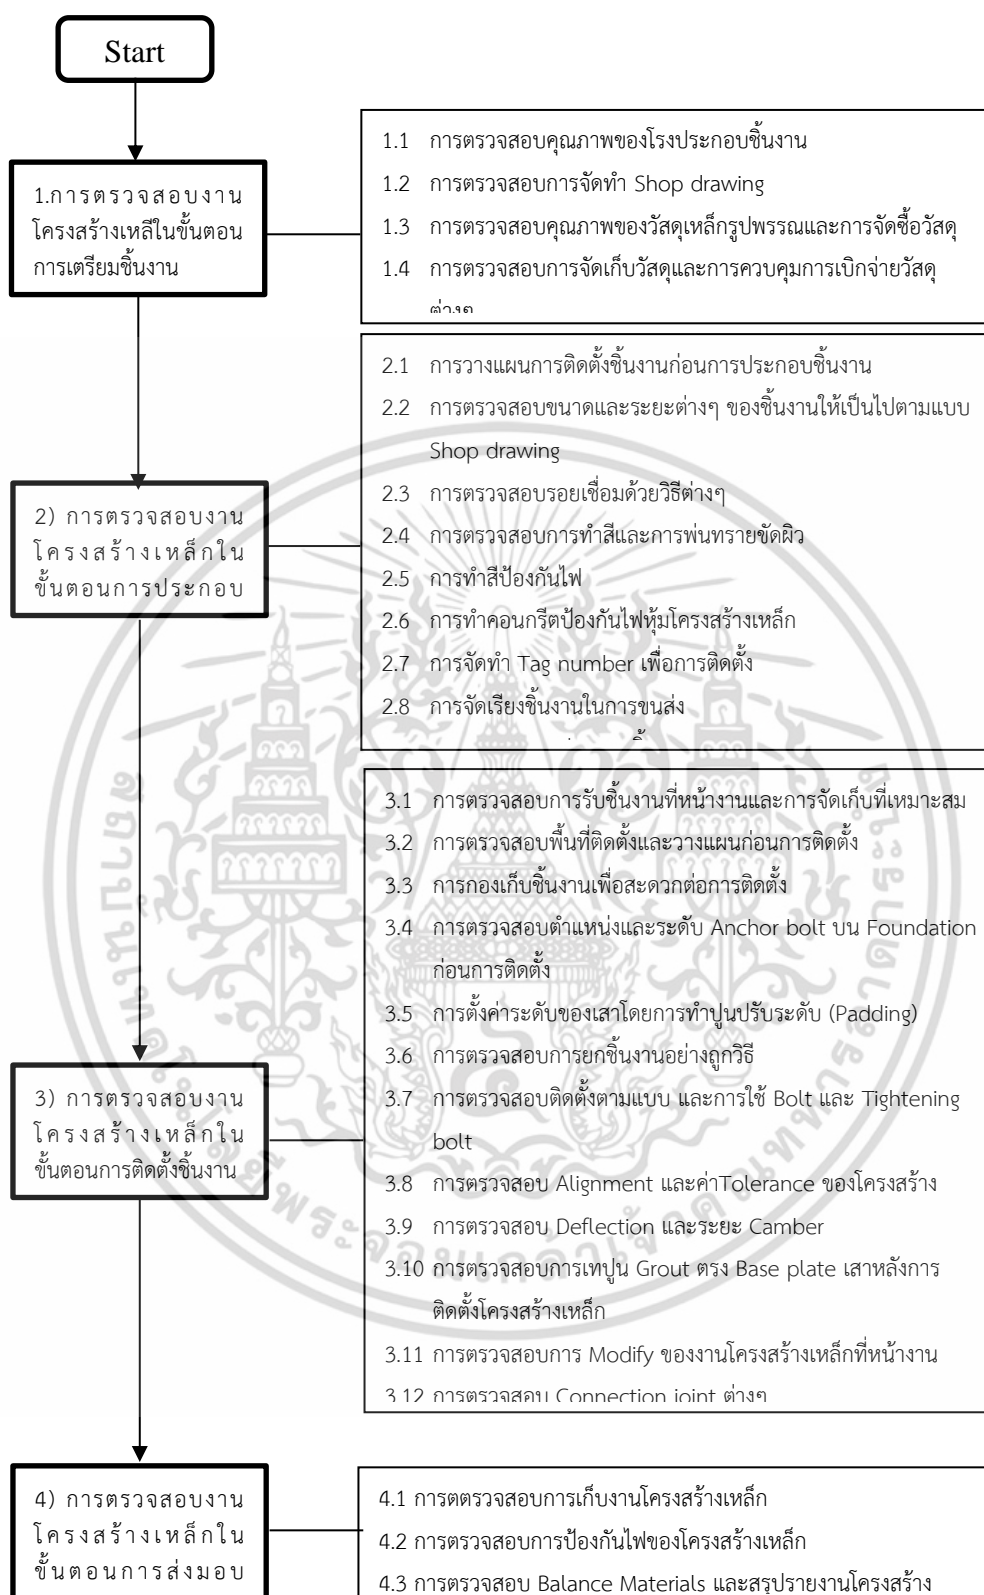 Start
1.การตรวจสอบงาน
โครงสร้างเหลีในขั้นตอน
การเตรียมชิ้นงาน
1.1 การตรวจสอบคุณภาพของโรงประกอบชิ้นงาน
1.2 การตรวจสอบการจัดทำ Shop drawing
1.3 การตรวจสอบคุณภาพของวัสดุเหล็กรูปพรรณและการจัดซื้อวัสดุ
1.4 การตรวจสอบการจัดเก็บวัสดุและการควบคุมการเบิกจ่ายวัสดุ
ต่างๆ
2) การตรวจสอบงาน
โครงสร้างเหล็กใน
ขั้นตอนการประกอบ
2.1 การวางแผนการติดตั้งชิ้นงานก่อนการประกอบชิ้นงาน
2.2 การตรวจสอบขนาดและระยะต่างๆ ของชิ้นงานให้เป็นไปตามแบบ
Shop drawing
2.3 การตรวจสอบรอยเชื่อมด้วยวิธีต่างๆ
2.4 การตรวจสอบการทำสีและการพ่นทรายขัดผิว
2.5 การทำสีป้องกันไฟ
2.6 การทำคอนกรีตป้องกันไฟหุ้มโครงสร้างเหล็ก
2.7 การจัดทำ Tag number เพื่อการติดตั้ง
2.8 การจัดเรียงชิ้นงานในการขนส่ง
3) การตรวจสอบงาน
โครงสร้างเหล็กใน
ขั้นตอนการติดตั้งชิ้นงาน
3.1 การตรวจสอบการรับชิ้นงานที่หน้างานและการจัดเก็บที่เหมาะสม
3.2 การตรวจสอบพื้นที่ติดตั้งและวางแผนก่อนการติดตั้ง
3.3 การกองเก็บชิ้นงานเพื่อสะดวกต่อการติดตั้ง
3.4 การตรวจสอบตำแหน่งและระดับ Anchor bolt บน Foundation
ก่อนการติดตั้ง
3.5 การตั้งค่าระดับของเสาโดยการทำปูนปรับระดับ (Padding)
3.6 การตรวจสอบการยกชิ้นงานอย่างถูกวิธี
3.7 การตรวจสอบติดตั้งตามแบบ และการใช้ Bolt และ Tightening
bolt
3.8 การตรวจสอบ Alignment และค่าTolerance ของโครงสร้าง
3.9 การตรวจสอบ Deflection และระยะ Camber
3.10 การตรวจสอบการเทปูน Grout ตรง Base plate เสาหลังการ
ติดตั้งโครงสร้างเหล็ก
3.11 การตรวจสอบการ Modify ของงานโครงสร้างเหล็กที่หน้างาน
3.12 การตรวจสอบ Connection joint ต่างๆ
4) การตรวจสอบงาน
โครงสร้างเหล็กใน
ขั้นตอนการส่งมอบ
4.1 การตตรวจสอบการเก็บงานโครงสร้างเหล็ก
4.2 การตรวจสอบการป้องกันไฟของโครงสร้างเหล็ก
4.3 การตรวจสอบ Balance Materials และสรุปรายงานโครงสร้าง
สถาบันเทคโนโลยีพระจอมเกล้าเจ้าคุณทหารลาดกระบัง